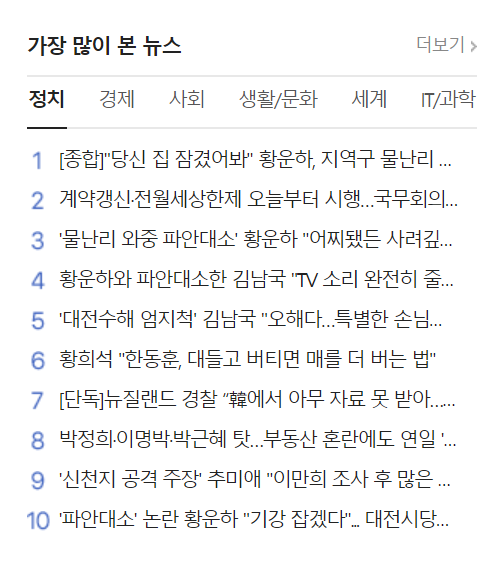 가장 많이 본 뉴스 더보기 >
정치 경제 사회 생활/문화 세계 IT/과학
1 [종합]"당신 집 잠겼어봐" 황운하, 지역구 물난리 ...
2 계약갱신·전월세상한제 오늘부터 시행...국무회의...
3 '물난리 와중 파안대소' 황운하 "어찌됐든 사려깊...
4 황운하와 파안대소한 김남국 "TV 소리 완전히 줄...
5 '대전수해 엄지척' 김남국 "오해다...특별한 손님...
6 황희석 "한동훈, 대들고 버티면 매를 더 버는 법"
7 [단독]뉴질랜드 경찰 “韓에서 아무 자료 못 받아...…
8 박정희·이명박·박근혜 탓...부동산 혼란에도 연일 '...
9 '신천지 공격 주장' 추미애 "이만희 조사 후 많은 ...
10 '파안대소' 논란 황운하 "기강 잡겠다"... 대전시당...